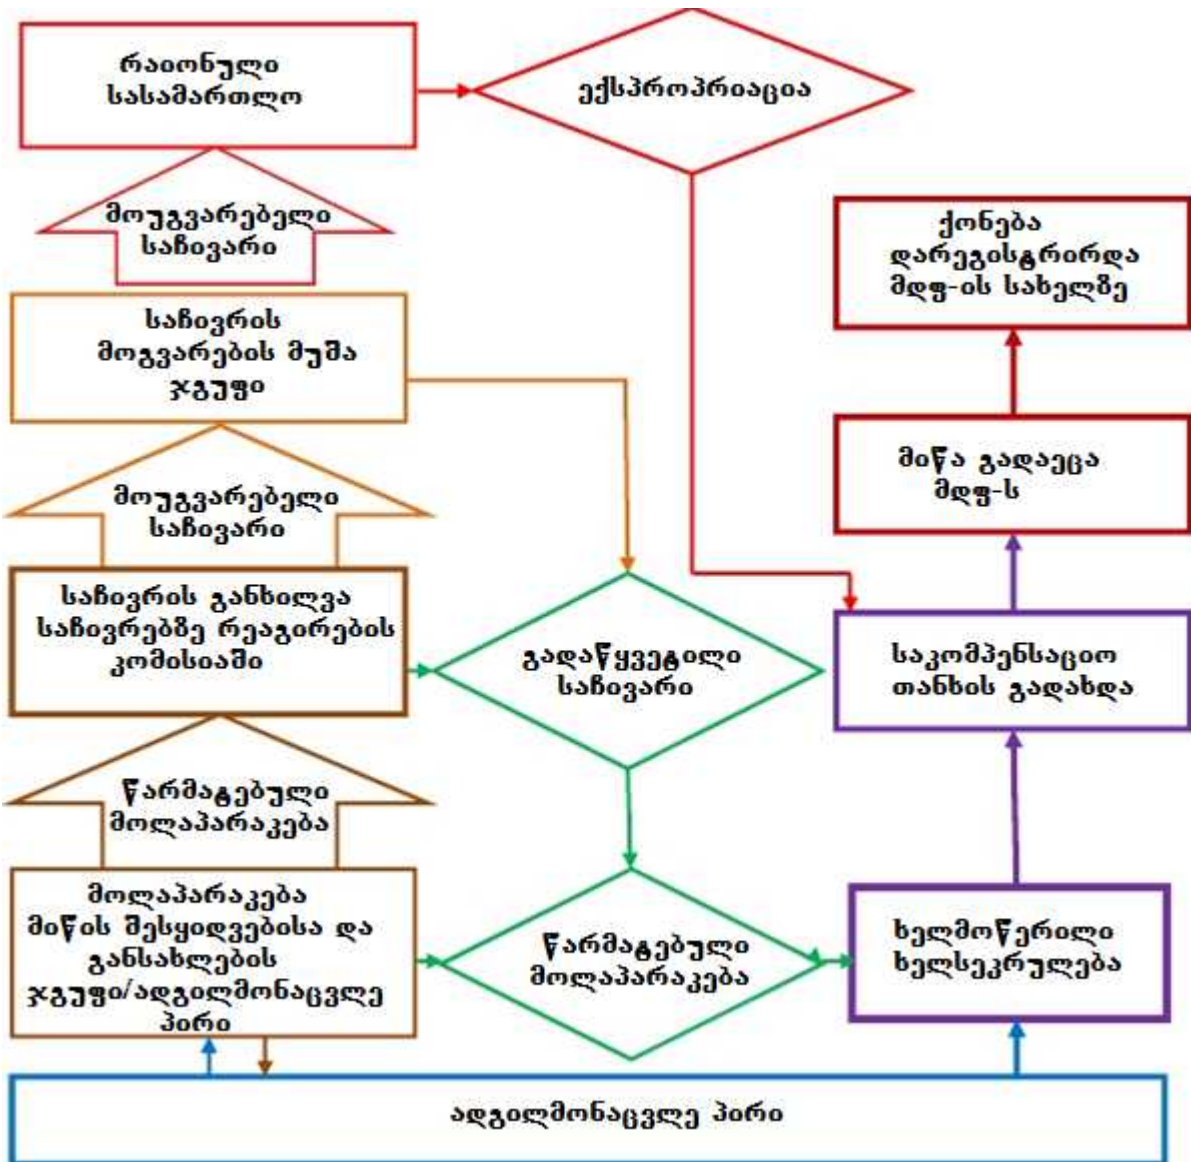 რაიონული
სასამართლო
ექსპროპრიაცია
მოუგვარებელი
საჩივარი
ქონება
დარეგისტრირდა
მდფ-ის სახელზე
საჩივრის
მოგვარების მუშა
ჯგუფი
მიწა გადაეცა
მდფ-ს
მოუგვარებელი
საჩივარი
საჩივრის განხილვა
საჩივრებზე რეაგირების
კომისიაში
გადაწყვეტილი
საჩივარი
საკომპენსაციო
თანხის გადახდა
წარმატებული
მოლაპარაკება
მოლაპარაკება
მიწის შესყიდვებისა და
განსახლების
ჯგუფი/ადგილმონაცვლე
პირი
წარმატებული
მოლაპარაკება
ხელმოწერილი
ხელსეკრულება
ადგილმონაცვლე პირი